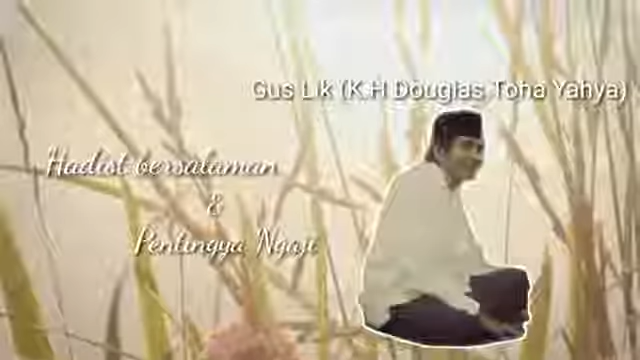 Gus Lik (K.H Douglas Toha Yahya)
Hadist bersalaman
&
Pentingya Ngaji